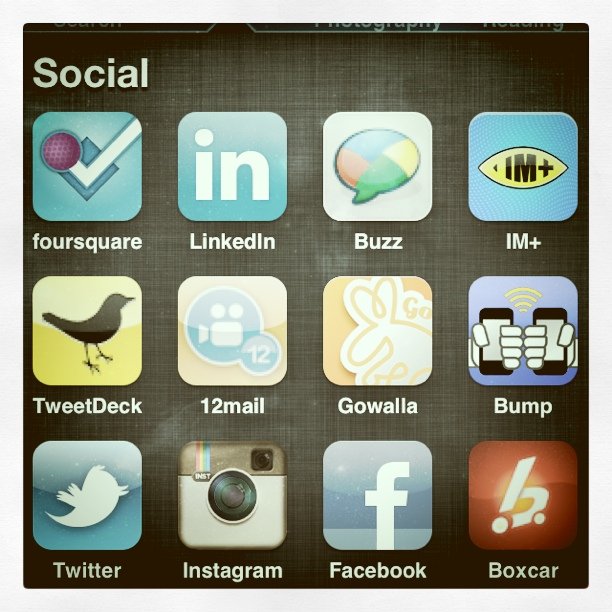 Search Photography Reading
Social
in
IM+
foursquare LinkedIn Buzz IM+
12
Go
TweetDeck 12mail Gowalla Bump
INST
f
Twitter Instagram Facebook Boxcar